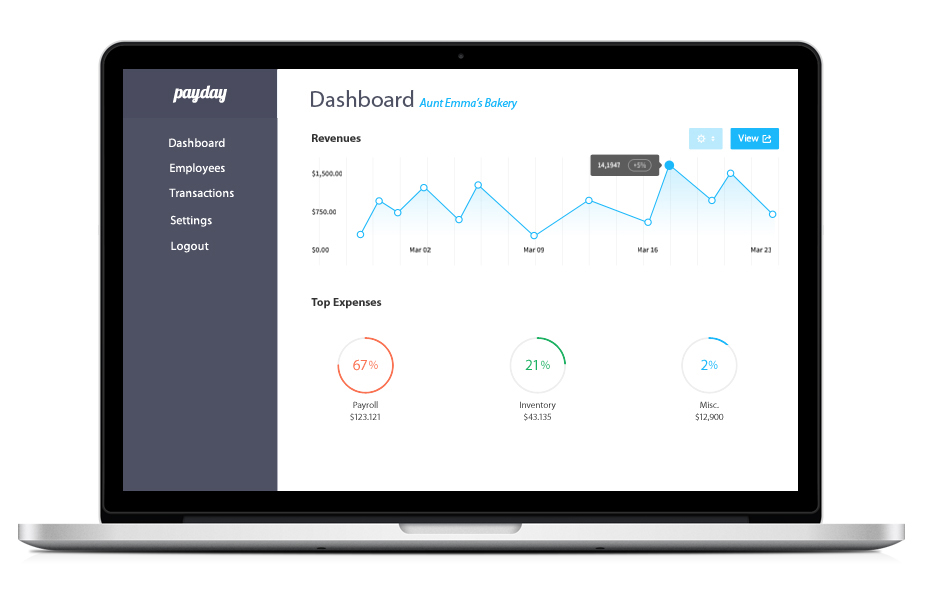 payday
Dashboard
Employees
Transactions
Settings
Logout
Dashboard Aunt Emma's Bakery
Revenues
View
14,1947 +5%
$1,500.00
$750.00
$0.00
Mar 02
Mar 09
Mar 16
Mar 23
Top Expenses
67%
Payroll
$123.121
21%
Inventory
$43.135
2%
Misc.
$12,900